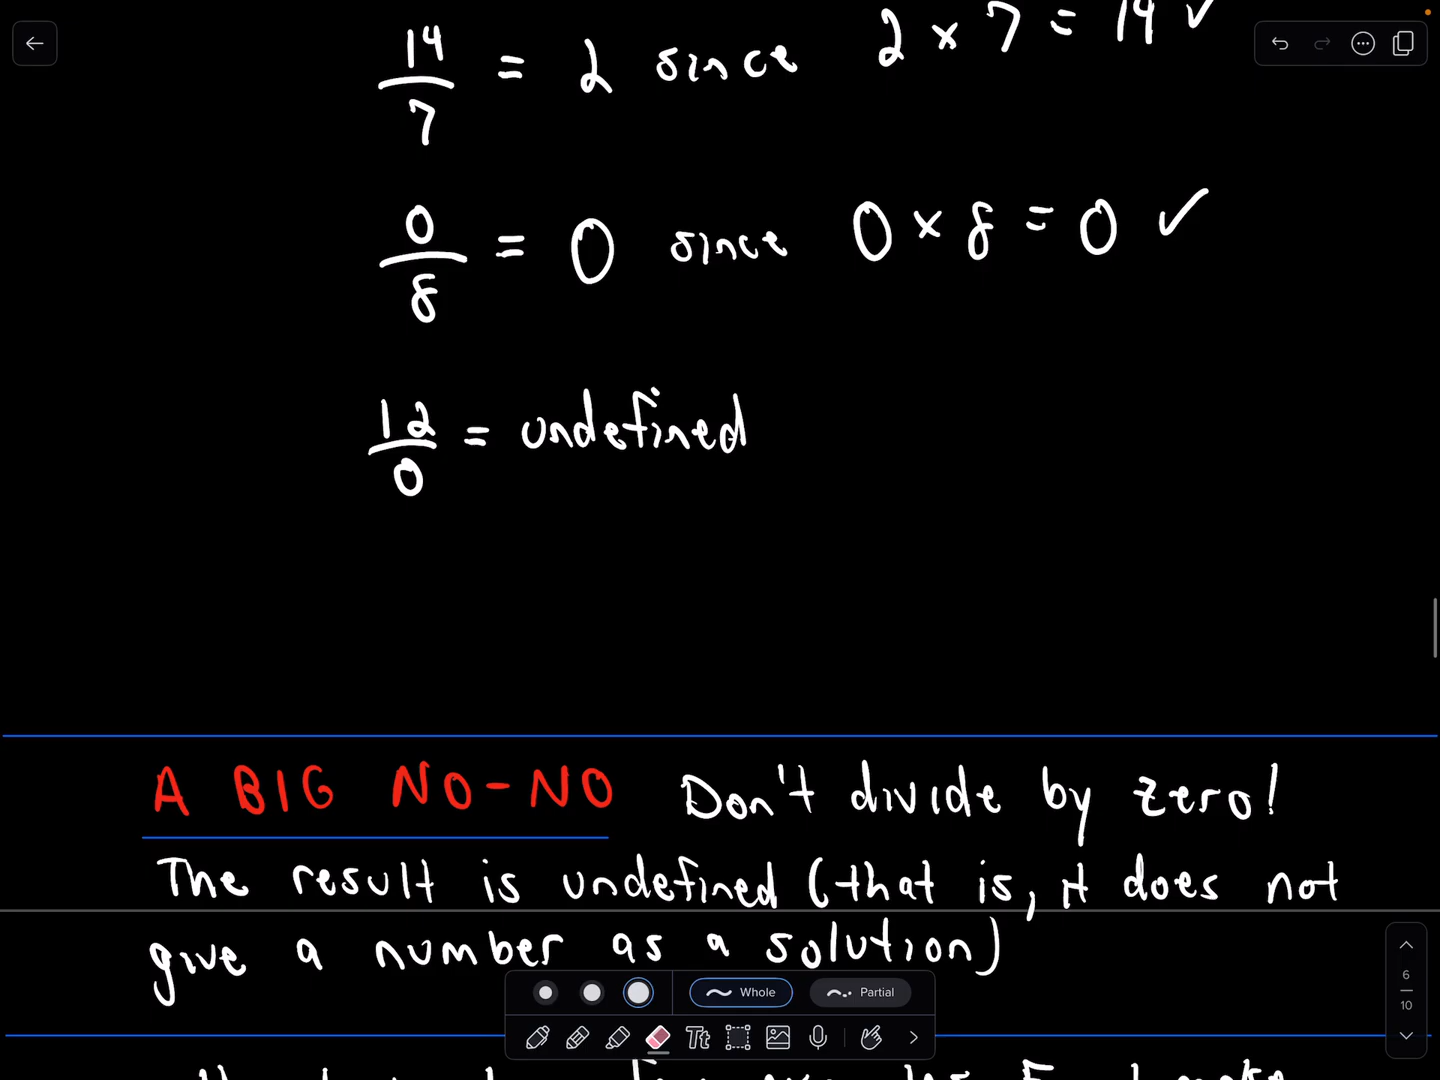 14/7 = 2 since 2 × 7 = 14 ✓
0/8 = 0 since 0 × 8 = 0 ✓
12/0 = undefined
A BIG NO-NO Don't divide by zero!
The result is undefined (that is, it does not
give a number as a solution)
Whole Partial
Tt
6
10